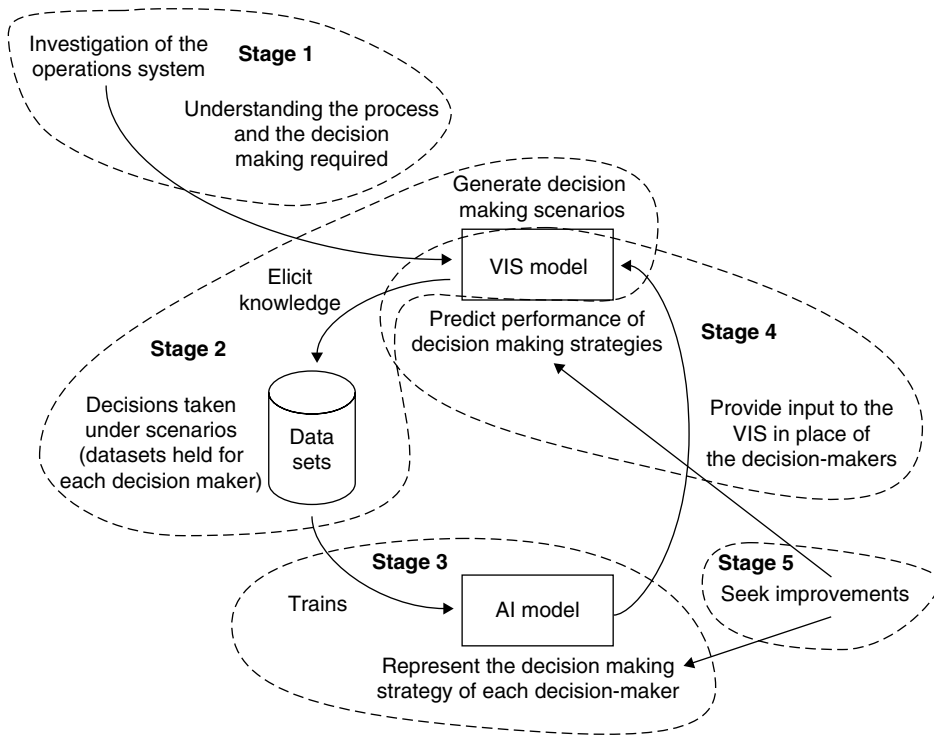 Investigation of the
operations system
Stage 1
Understanding the process
and the decision
making required
Generate decision
making scenarios
VIS model
Elicit
knowledge
Predict performance of
decision making strategies
Stage 4
Stage 2
Decisions taken
under scenarios
(datasets held for
each decision maker)
Data
sets
Provide input to the
VIS in place of
the decision-makers
Stage 3
Trains
AI model
Represent the decision making
strategy of each decision-maker
Stage 5
Seek improvements